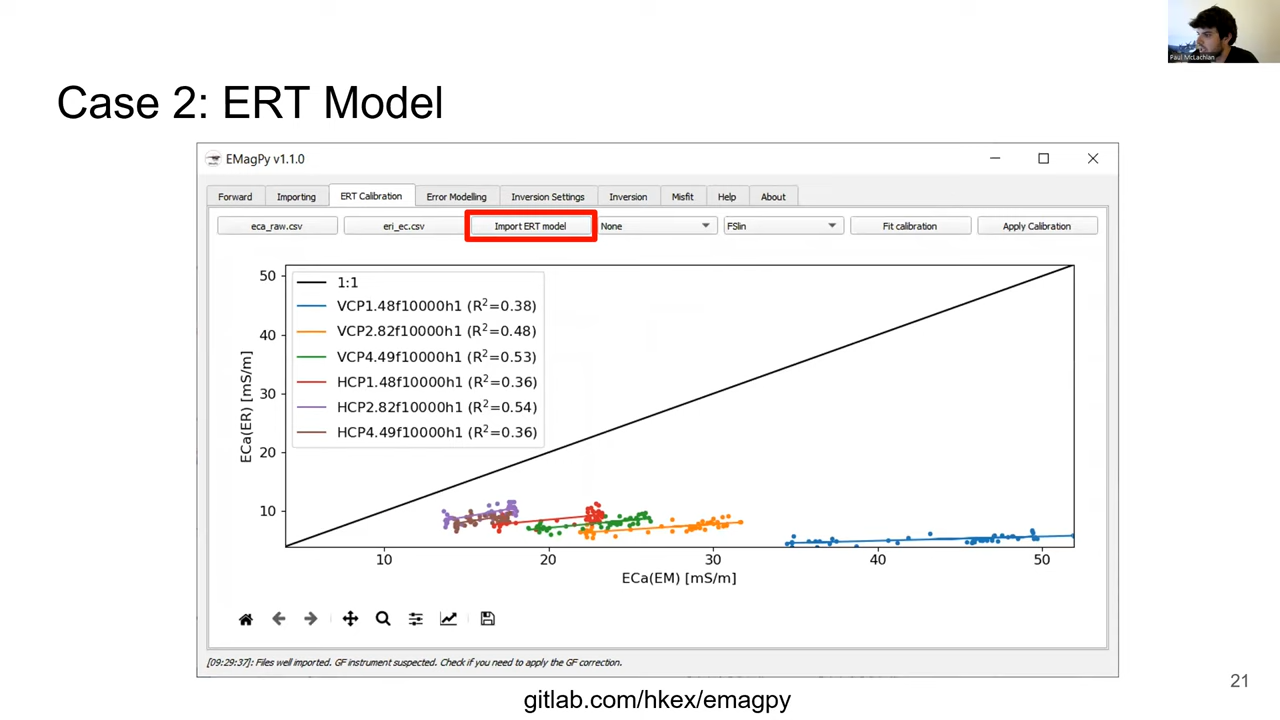 Paul McLachlan
Case 2: ERT Model
EMagPy v1.1.0
Forward Importing ERT Calibration Error Modelling Inversion Settings Inversion Misfit Help About
eca_raw.csv eri_ec.csv Import ERT model None FSlin Fit calibration Apply Calibration
50
40
30
20
10
ECa(ER) [mS/m]
1:1
VCP1.48f10000h1 (R²=0.38)
VCP2.82f10000h1 (R²=0.48)
VCP4.49f10000h1 (R²=0.53)
HCP1.48f10000h1 (R²=0.36)
HCP2.82f10000h1 (R²=0.54)
HCP4.49f10000h1 (R²=0.36)
10 20 30 40 50
ECa(EM) [mS/m]
[09:29:37]: Files well imported. GF instrument suspected. Check if you need to apply the GF correction.
21
gitlab.com/hkex/emagpy